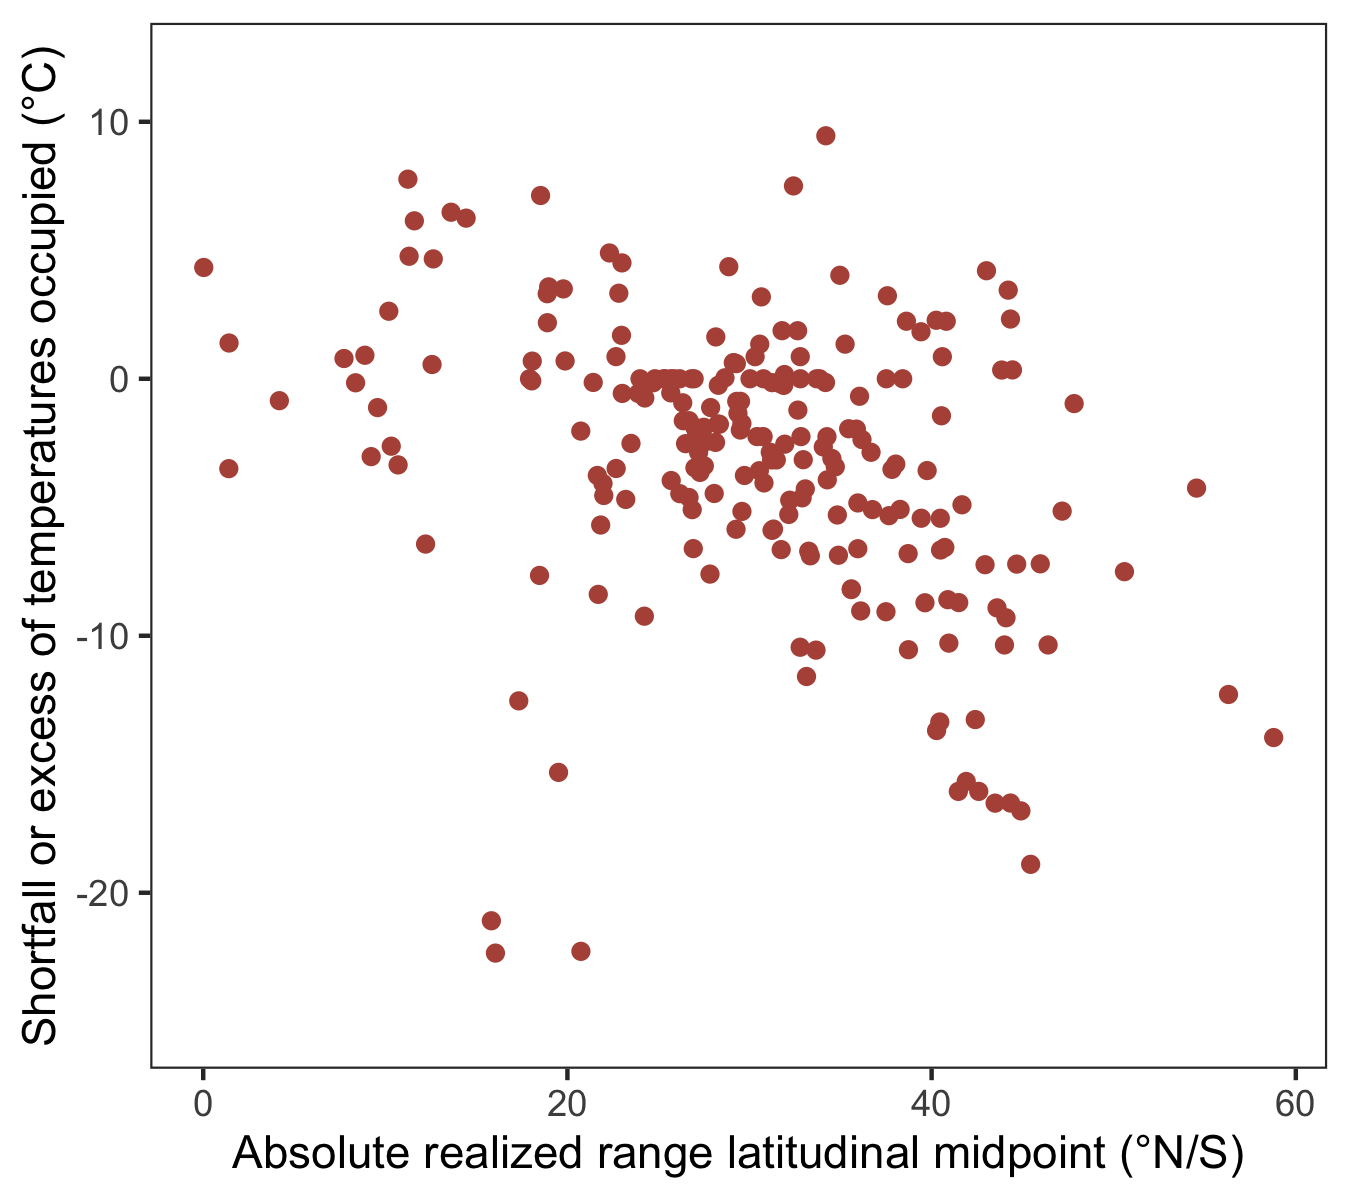 Shortfall or excess of temperatures occupied (°C)
10
0
-10
-20
0 20 40 60
Absolute realized range latitudinal midpoint (°N/S)